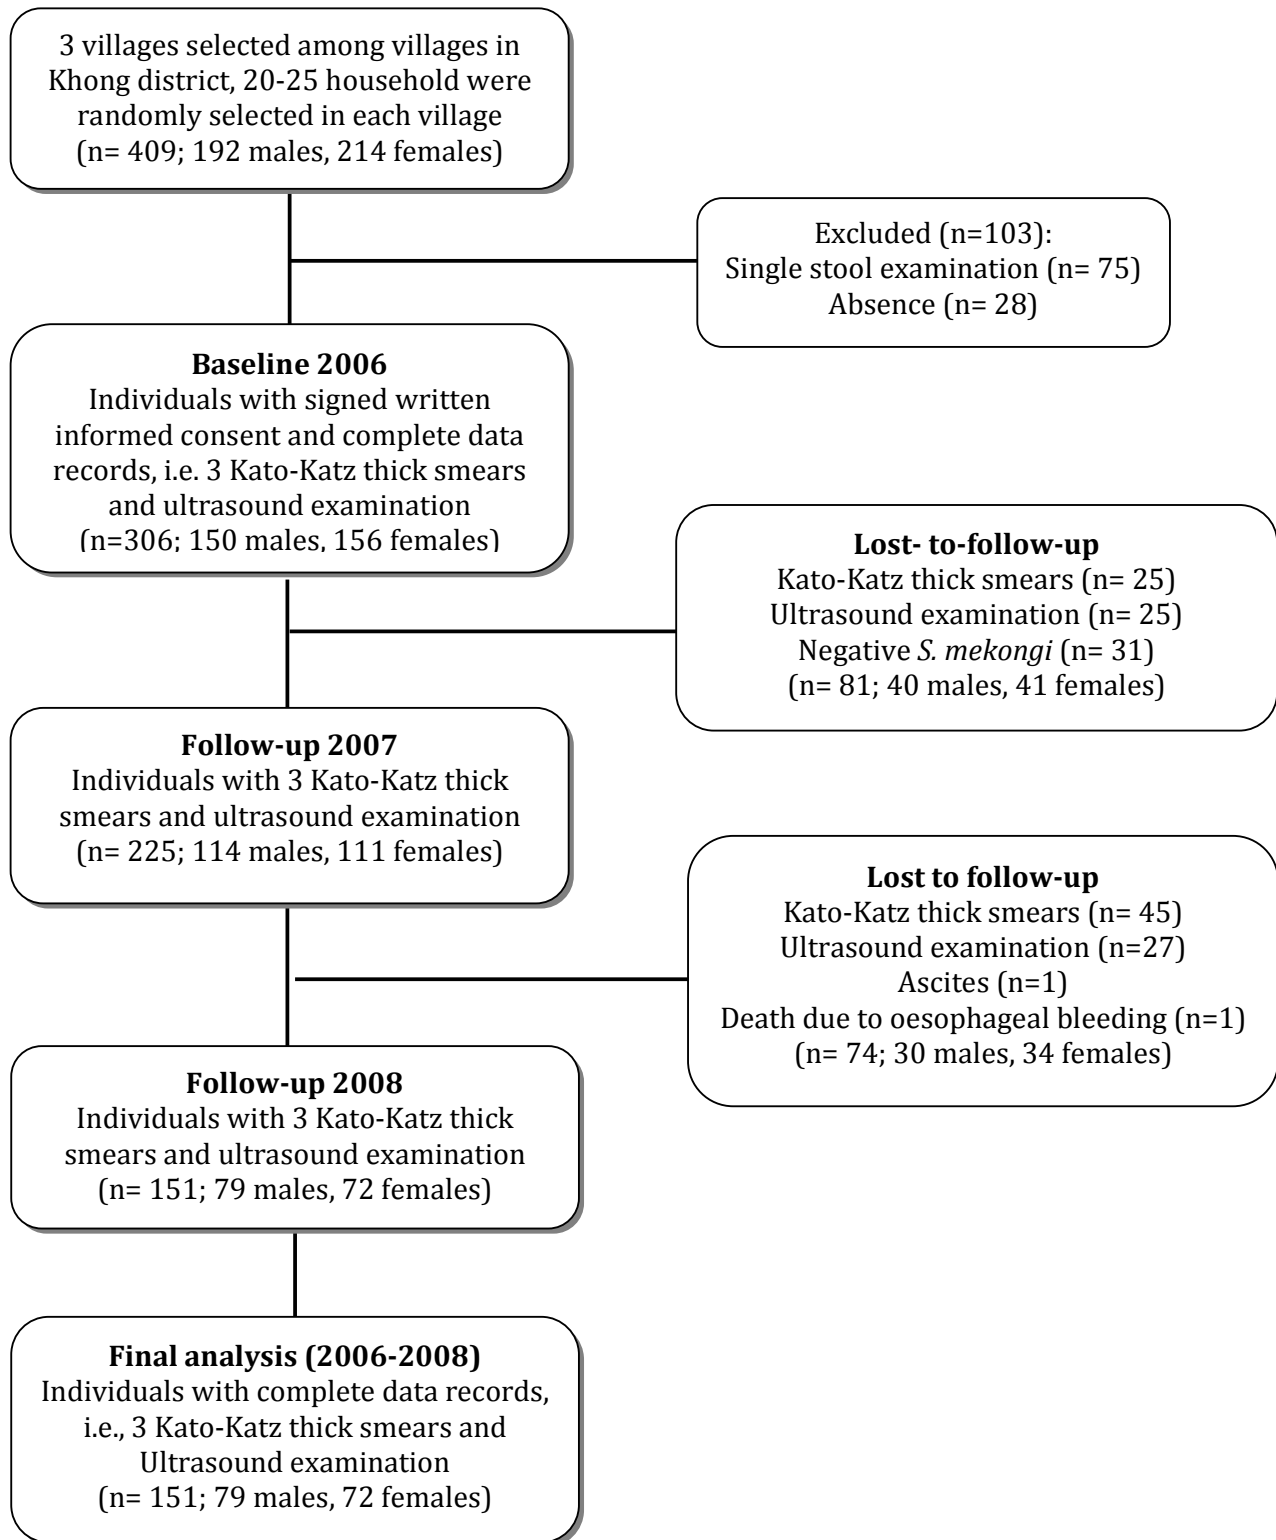 3 villages selected among villages in
Khong district, 20-25 household were
randomly selected in each village
(n= 409; 192 males, 214 females)
Excluded (n=103):
Single stool examination (n= 75)
Absence (n= 28)
Baseline 2006
Individuals with signed written
informed consent and complete data
records, i.e. 3 Kato-Katz thick smears
and ultrasound examination
(n=306; 150 males, 156 females)
Lost- to-follow-up
Kato-Katz thick smears (n= 25)
Ultrasound examination (n= 25)
Negative S. mekongi (n= 31)
(n= 81; 40 males, 41 females)
Follow-up 2007
Individuals with 3 Kato-Katz thick
smears and ultrasound examination
(n= 225; 114 males, 111 females)
Lost to follow-up
Kato-Katz thick smears (n= 45)
Ultrasound examination (n=27)
Ascites (n=1)
Death due to oesophageal bleeding (n=1)
(n= 74; 30 males, 34 females)
Follow-up 2008
Individuals with 3 Kato-Katz thick
smears and ultrasound examination
(n= 151; 79 males, 72 females)
Final analysis (2006-2008)
Individuals with complete data records,
i.e., 3 Kato-Katz thick smears and
Ultrasound examination
(n= 151; 79 males, 72 females)